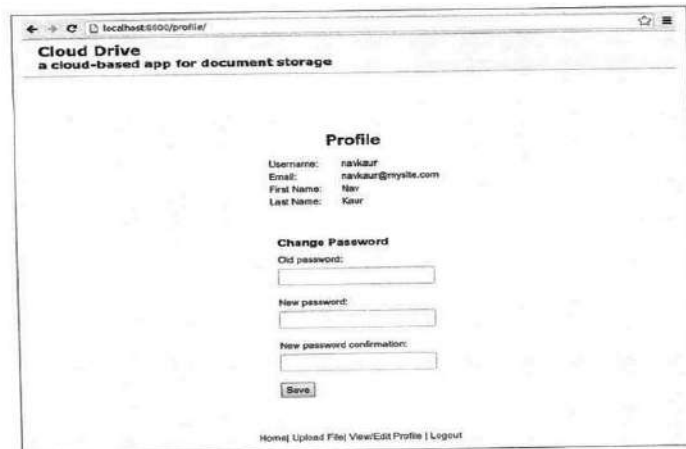 localhost:8000/profile/
Cloud Drive
a cloud-based app for document storage
Profile
Username: navkaur
Email: navkaur@mysite.com
First Name: Nav
Last Name: Kaur
Change Password
Old password:
New password:
New password confirmation:
Save
Home| Upload File| View/Edit Profile | Logout